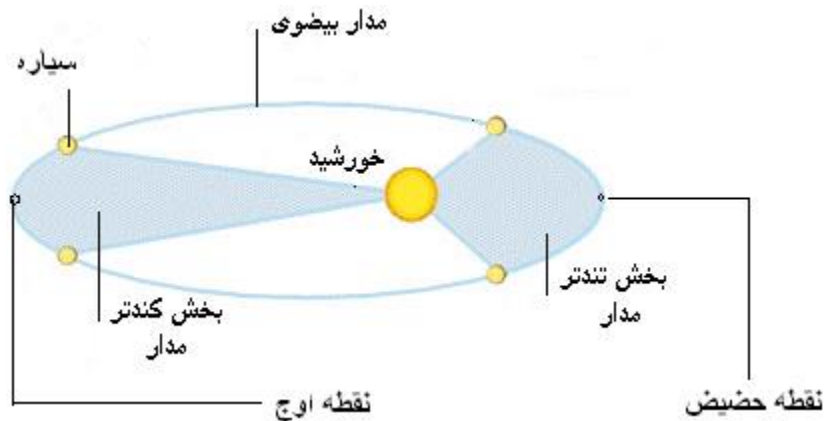 مدار بیضوی
سیاره
خورشید
بخش تندتر
مدار
بخش کندتر
مدار
نقطه حضیض
نقطه اوج